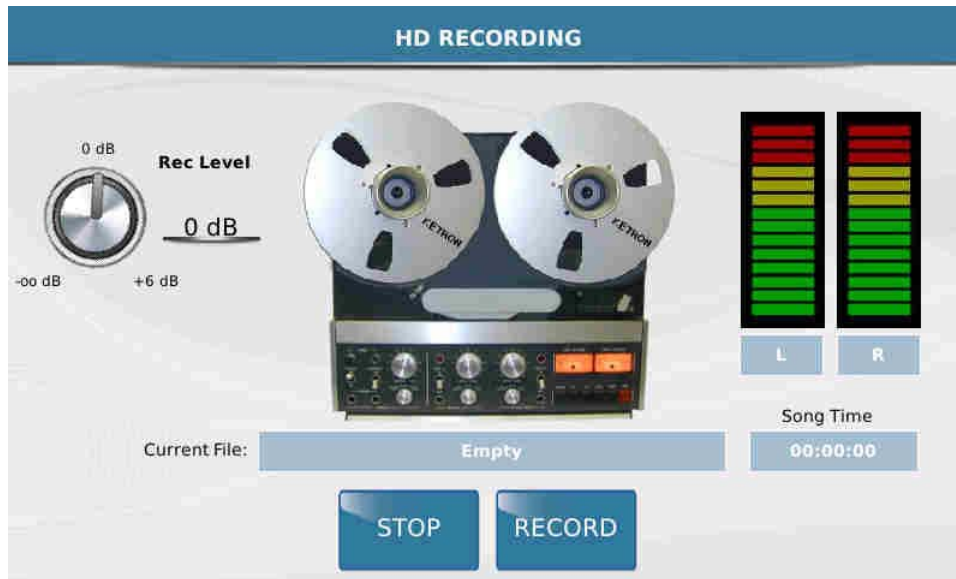 HD RECORDING
0 dB
Rec Level
0 dB
-oo dB
+6 dB
KETRON
KETRON
L
R
Song Time
Current File:
Empty
00:00:00
STOP
RECORD